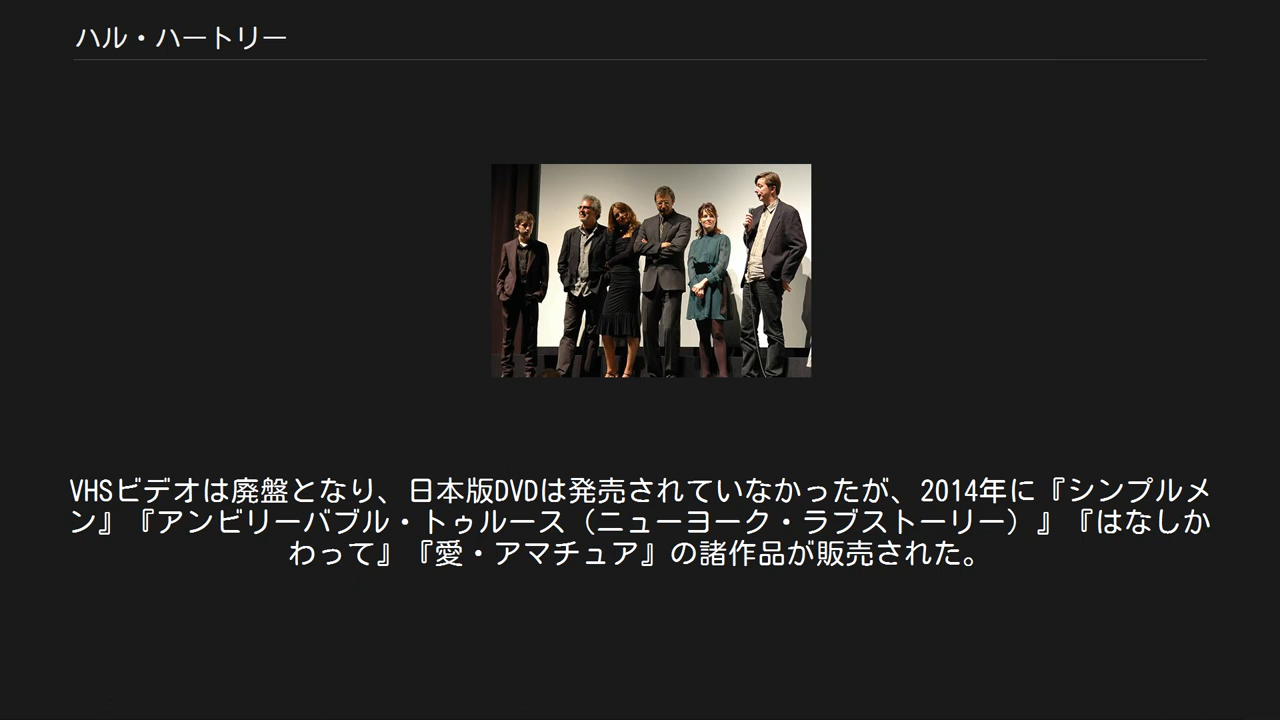 ハル・ハートリー
VHSビデオは廃盤となり、日本版DVDは発売されていなかったが、2014年に『シンプルメ
ン』『アンビリーバブル・トゥルース（ニューヨーク・ラブストーリー）』『はなしか
わって』『愛・アマチュア』の諸作品が販売された。